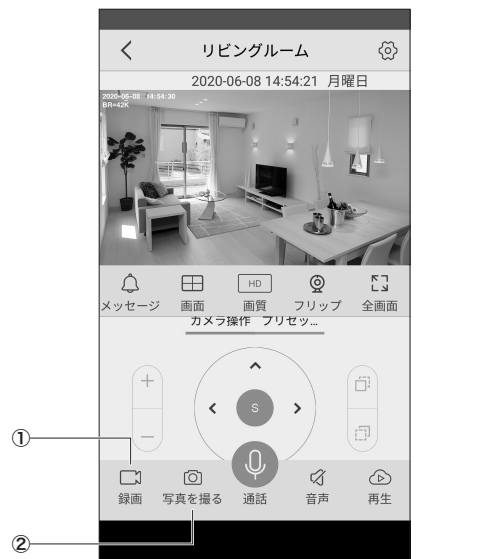 リビングルーム
2020-06-08 14:54:21 月曜日
2020-06-08 14:54:30
BR=42K
HD
メッセージ 画面 画質 フリップ 全画面
カメラ操作 プリセッ...
S
①
録画 写真を撮る 通話 音声 再生
②